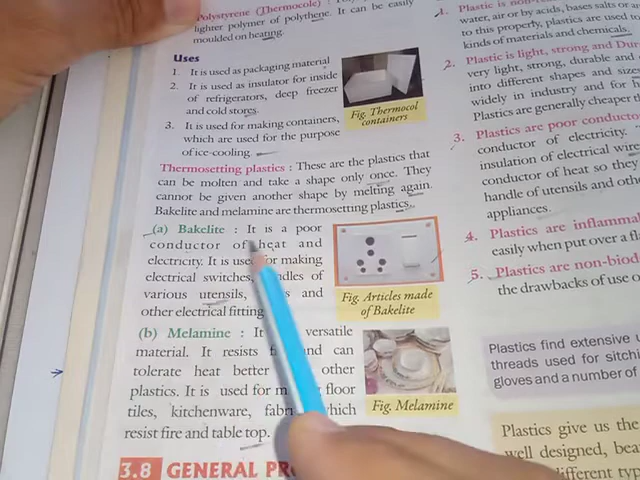 Polystyrene (Thermocole) : 
lighter polymer of polythene. It can be easily
moulded on heating.
Uses
1. It is used as packaging material
2. It is used as insulator for inside
of refrigerators, deep freezer
and cold stores.
3. It is used for making containers,
which are used for the purpose
of ice-cooling.
Fig. Thermocol
containers
Thermosetting plastics : These are the plastics that
can be molten and take a shape only once. They
cannot be given another shape by melting again.
Bakelite and melamine are thermosetting plastics.
(a) Bakelite : It is a poor
conductor of heat and
electricity. It is used for making
electrical switches, handles of
various utensils, and
other electrical fitting
Fig. Articles made
of Bakelite
(b) Melamine : It versatile
material. It resists and can
tolerate heat better other
plastics. It is used for floor
tiles, kitchenware, which
resist fire and table top.
Fig. Melamine
3.8 GENERAL
1. Plastic is
water, air or by acids, bases salts or
to this property, plastics are used
kinds of materials and chemicals.
2. Plastic is light, strong and
very light, strong, durable and
into different shapes and
widely in industry and for
Plastics are generally cheaper
3. Plastics are poor
conductor of electricity.
insulation of electrical
conductor of heat so they
handle of utensils and
appliances.
4. Plastics are
easily when put over a
5. Plastics are
the drawbacks of use
Plastics find extensive
threads used for
gloves and a number of
Plastics give us the
well designed,
different